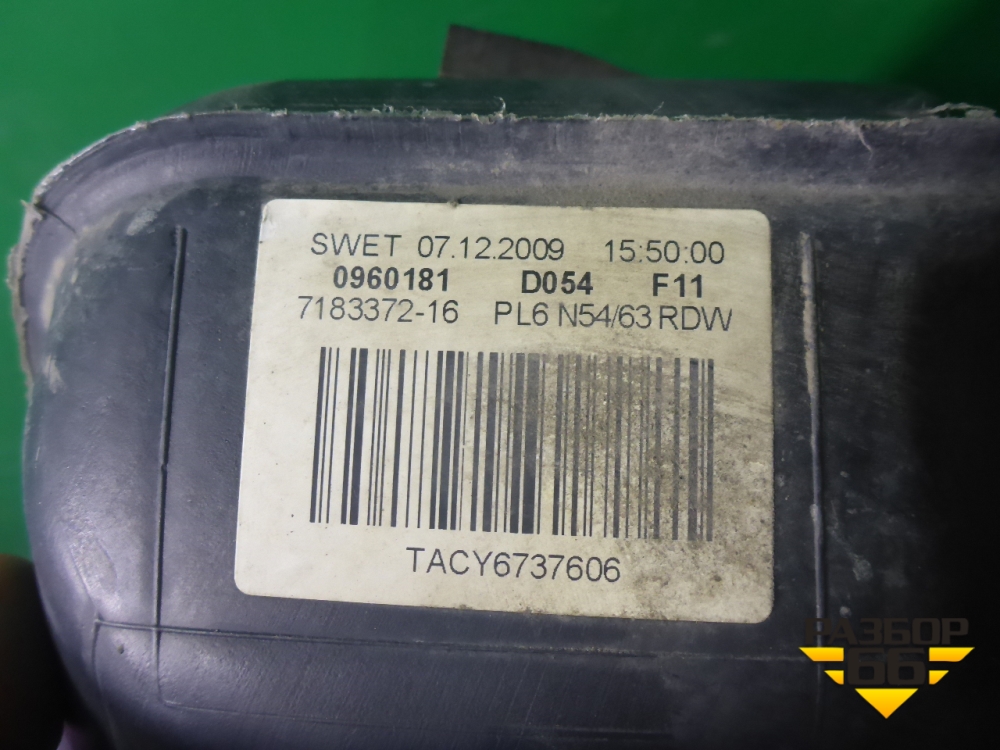 SWET 07.12.2009 15:50:00
0960181 D054 F11
7183372-16 PL6 N54/63 RDW
TACY6737606
РАЗБОР
66